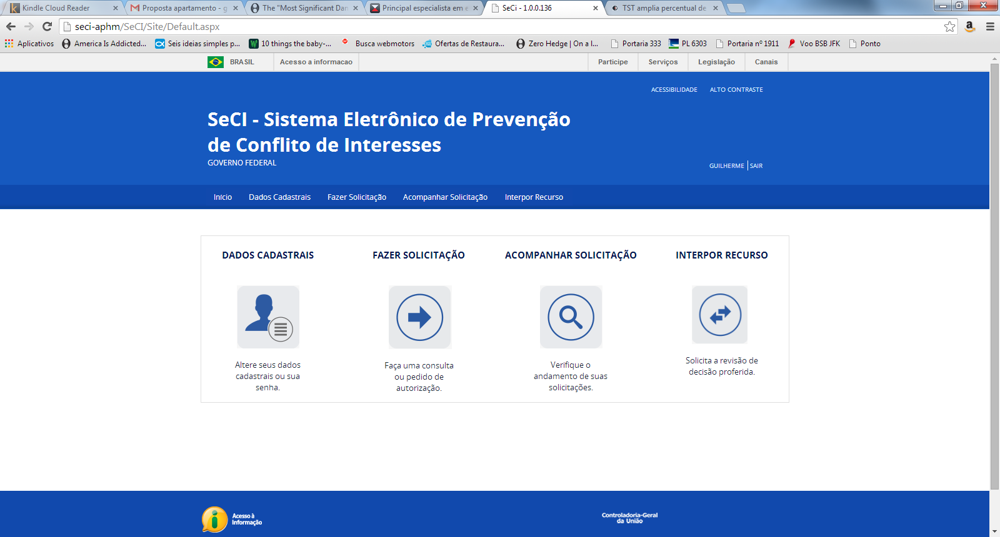 Kindle Cloud Reader
Proposta apartamento - g
The "Most Significant Dan
Principal especialista em e
SeCi - 1.0.0.136
TST amplia percentual de
seci-aphm/SeCI/Site/Default.aspx
Aplicativos
America Is Addicted...
Seis ideias simples p...
10 things the baby-...
Busca webmotors
Ofertas de Restaura...
Zero Hedge | On a l...
Portaria 333
PL 6303
Portaria nº 1911
Voo BSB JFK
Ponto
BRASIL
Acesso a informacao
Participe
Serviços
Legislação
Canais
ACESSIBILIDADE
ALTO CONTRASTE
SeCI - Sistema Eletrônico de Prevenção
de Conflito de Interesses
GOVERNO FEDERAL
GUILHERME
SAIR
Início
Dados Cadastrais
Fazer Solicitação
Acompanhar Solicitação
Interpor Recurso
DADOS CADASTRAIS
Altere seus dados
cadastrais ou sua
senha.
FAZER SOLICITAÇÃO
Faça uma consulta
ou pedido de
autorização.
ACOMPANHAR SOLICITAÇÃO
Verifique o
andamento de suas
solicitações.
INTERPOR RECURSO
Solicita a revisão de
decisão proferida.
Acesso à
Informação
Controladoria-Geral
da União